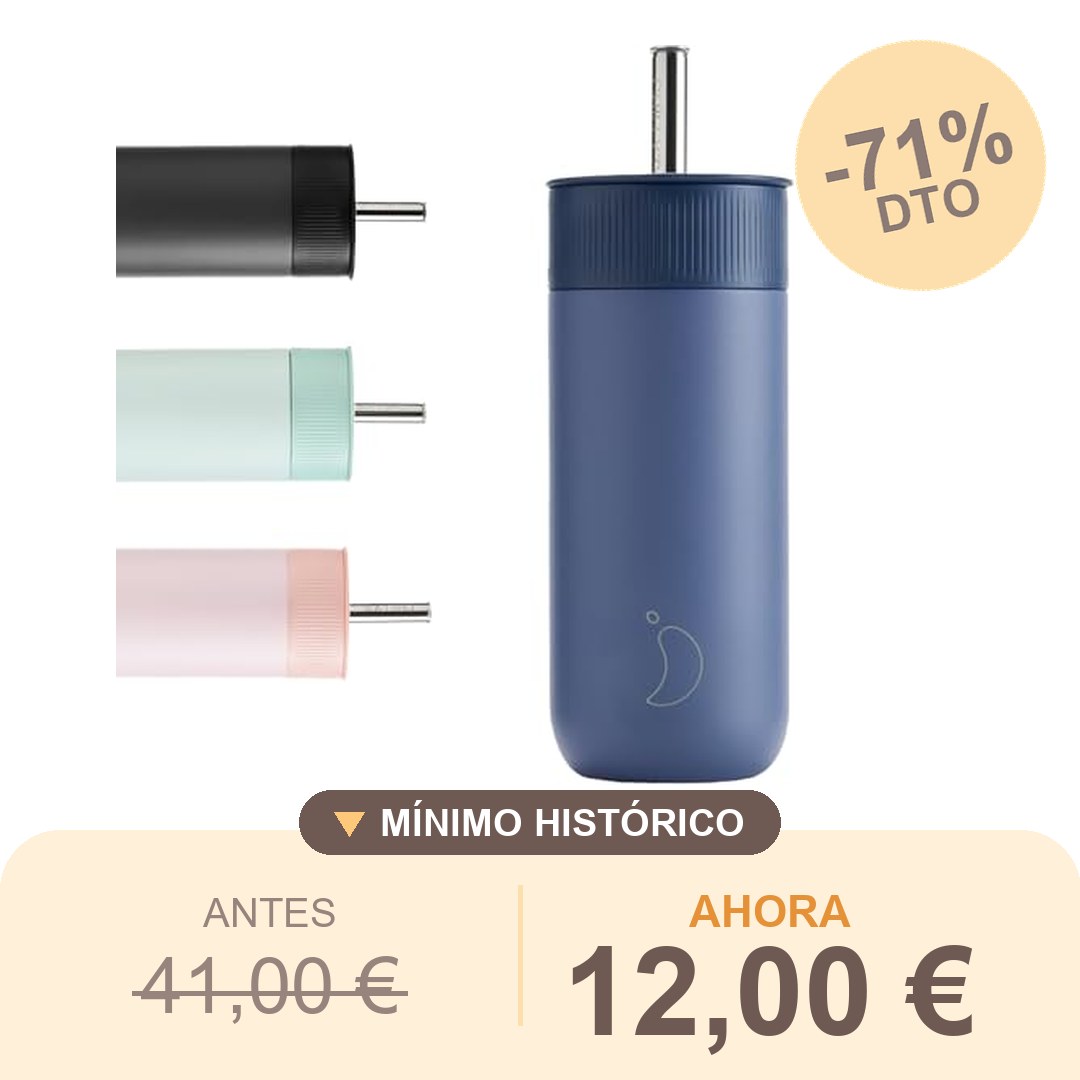 -71%
DTO
MÍNIMO HISTÓRICO
ANTES
41,00 €
AHORA
12,00 €